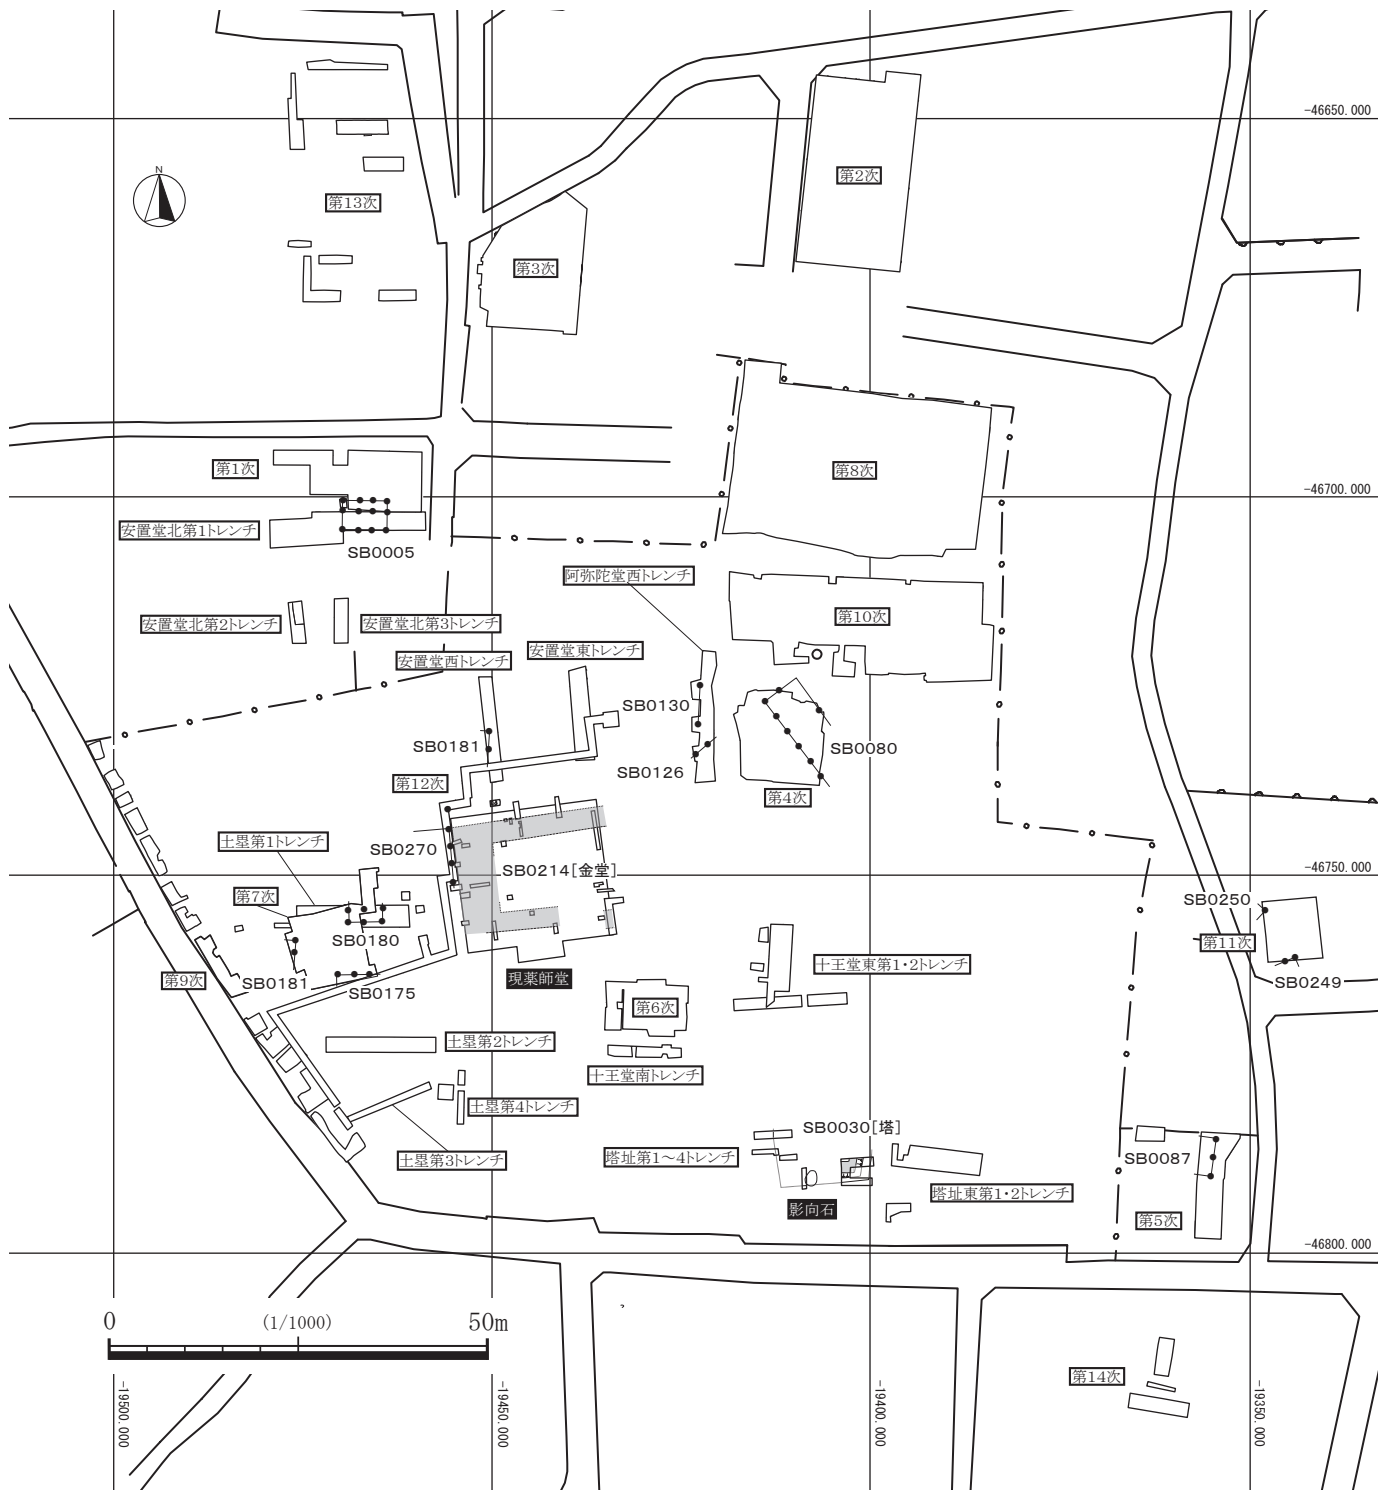 -46650.000
N
第2次
第13次
第3次
第1次
第8次
-46700.000
安置堂北第1トレンチ
SB0005
阿弥陀堂西トレンチ
安置堂北第2トレンチ
安置堂北第3トレンチ
第10次
安置堂西トレンチ
安置堂東トレンチ
SB0130
SB0181
SB0080
SB0126
第12次
第4次
土塁第1トレンチ
SB0270
SB0214[金堂]
-46750.000
第7次
SB0250
SB0180
第11次
第9次
SB0181
SB0175
現薬師堂
十王堂東第1・2トレンチ
SB0249
第6次
土塁第2トレンチ
十王堂南トレンチ
土塁第4トレンチ
SB0030[塔]
土塁第3トレンチ
塔址第1～4トレンチ
SB0087
塔址東第1・2トレンチ
影向石
第5次
-46800.000
0
(1/1000)
50m
第14次
-19500.000
-19450.000
-19400.000
-19350.000